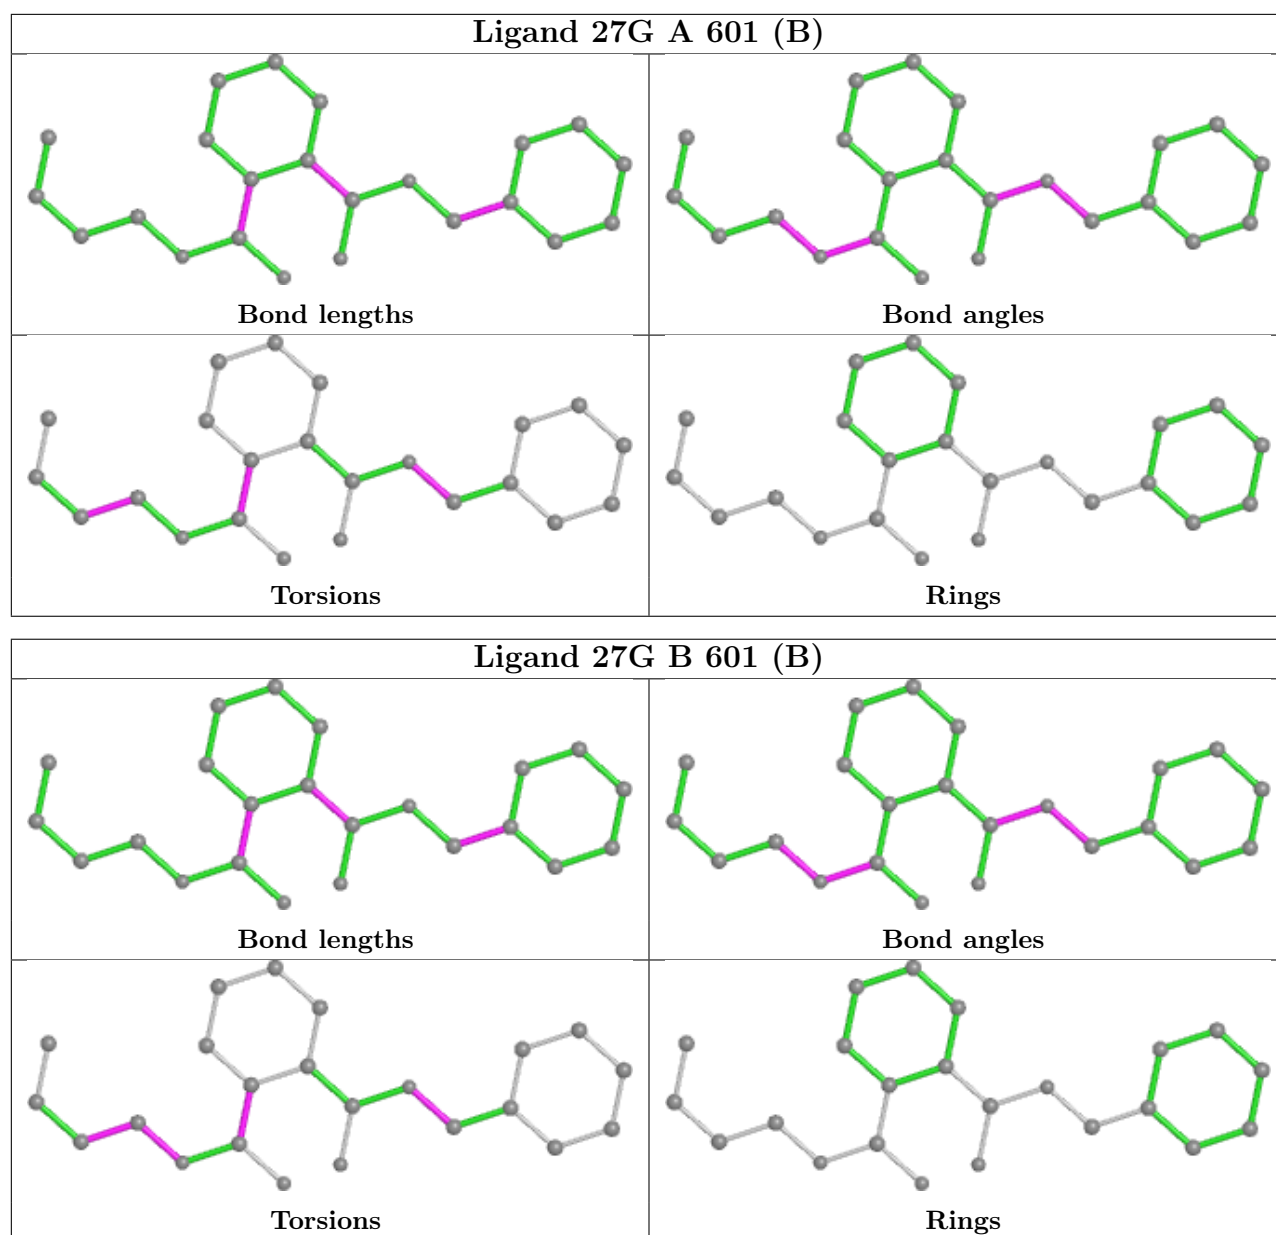 Ligand 27G A 601 (B)
Bond lengths
Bond angles
Torsions
Rings
Ligand 27G B 601 (B)
Bond lengths
Bond angles
Torsions
Rings